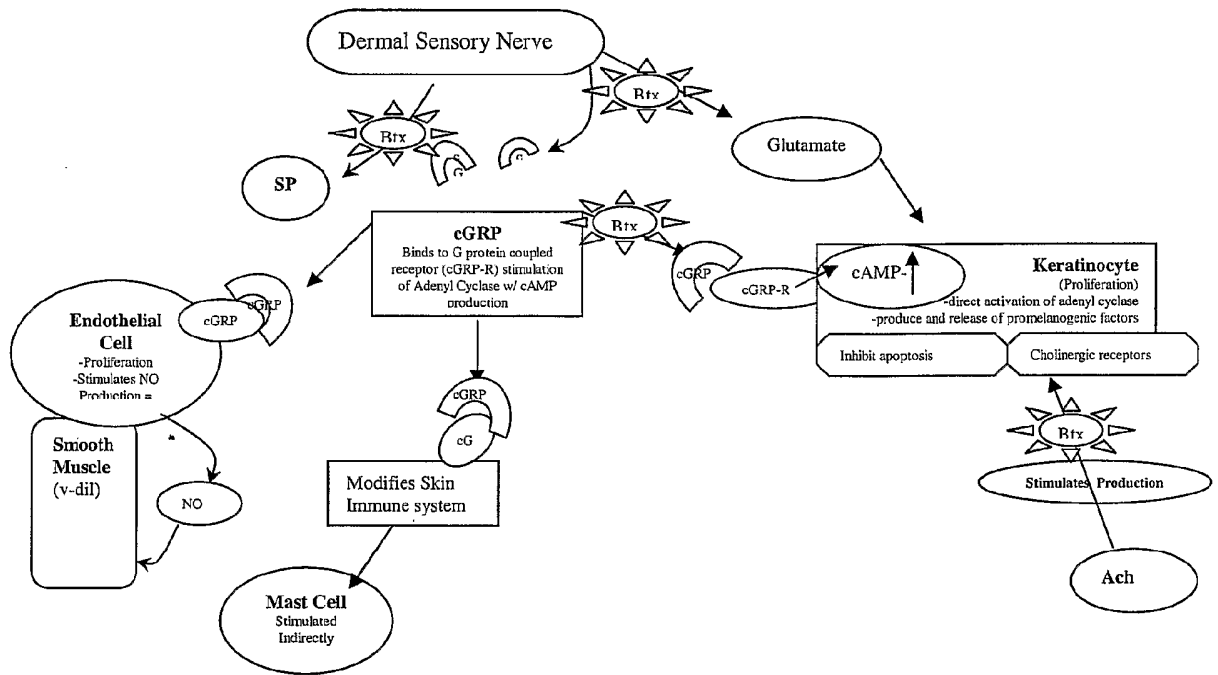 Dermal Sensory Nerve
Btx
Btx
Glutamate
SP
G
cGRP
Binds to G protein coupled
receptor (cGRP-R) stimulation
of Adenyl Cyclase w/ cAMP
production
Btx
cGRP
cGRP-R
cAMP-
Keratinocyte
(Proliferation)
-direct activation of adenyl cyclase
-produce and release of promelanogenic factors
Inhibit apoptosis
Cholinergic receptors
cGRP
cGRP
Endothelial
Cell
-Proliferation
-Stimulates NO
Production =
Smooth
Muscle
(v-dil)
NO
cGRP
cG
Modifies Skin
Immune system
Mast Cell
Stimulated
Indirectly
Btx
Stimulates Production
Ach